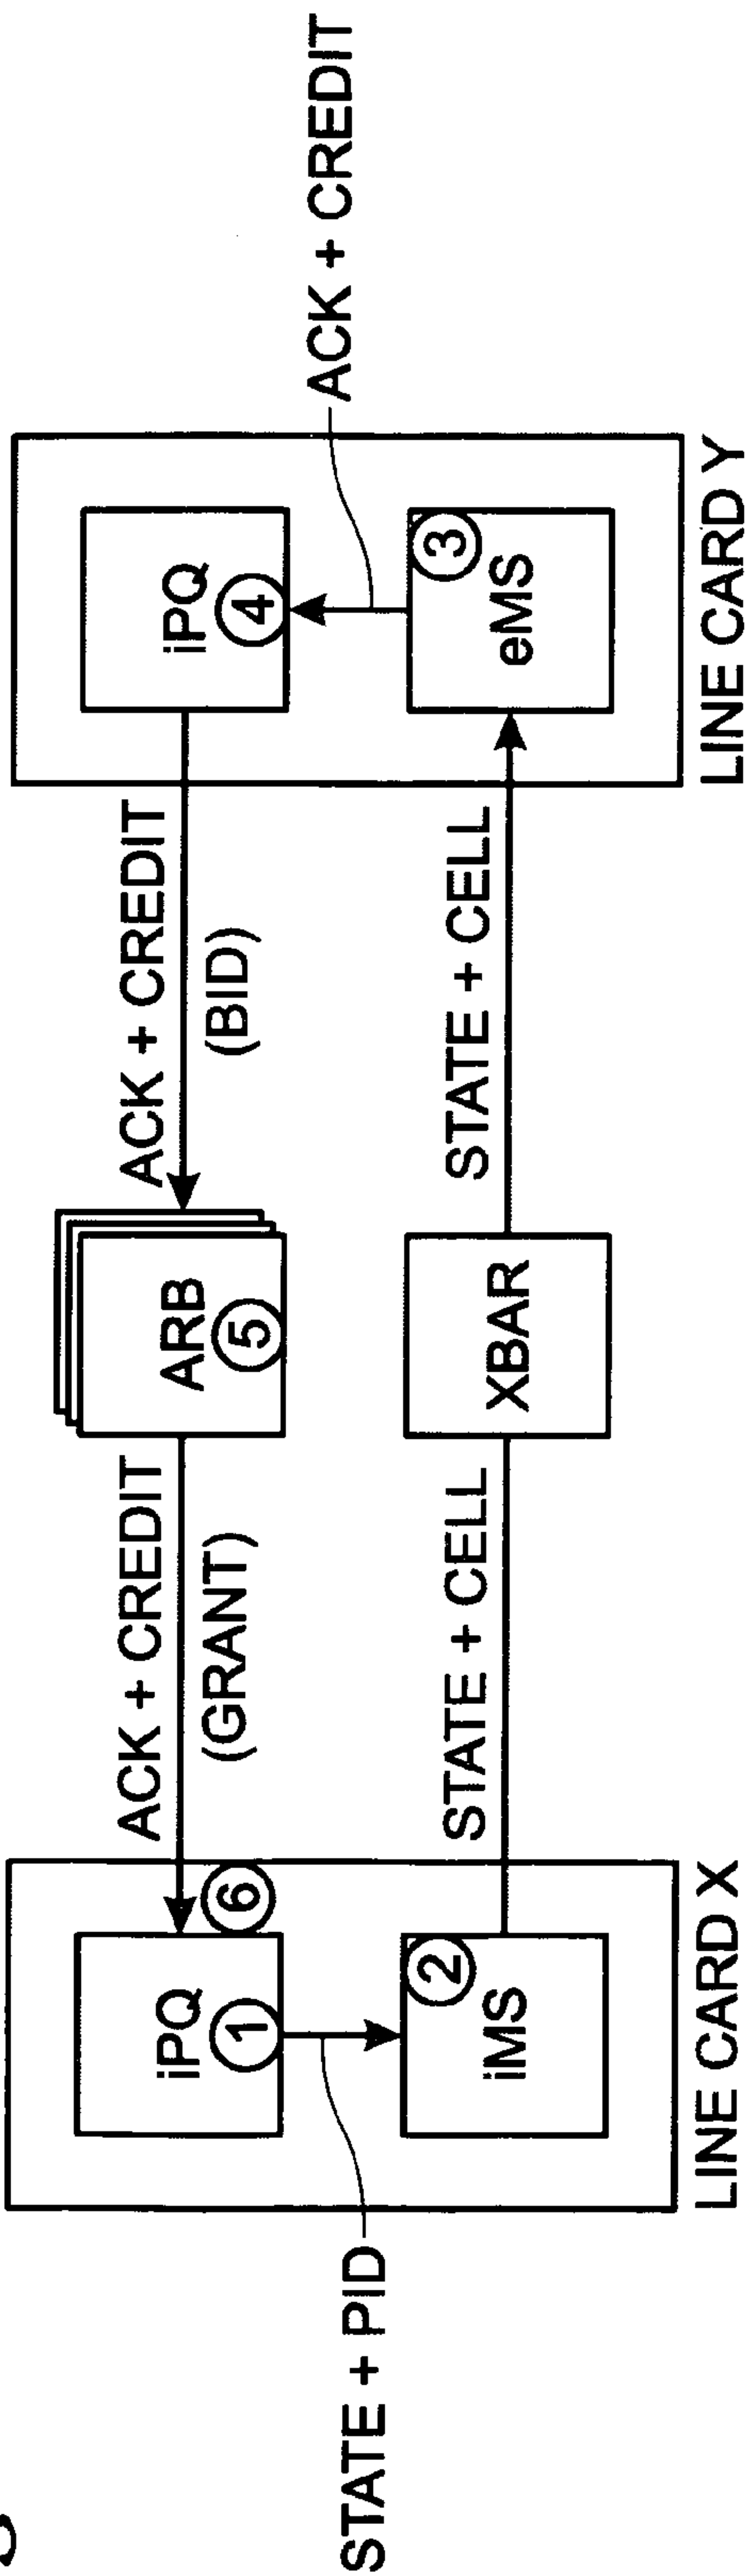 ACK + CREDIT
(GRANT)
ACK + CREDIT
(BID)
ACK + CREDIT
iPQ
1
6
ARB
5
iPQ
4
STATE + PID
iMS
2
STATE + CELL
XBAR
STATE + CELL
3
eMS
LINE CARD X
LINE CARD Y